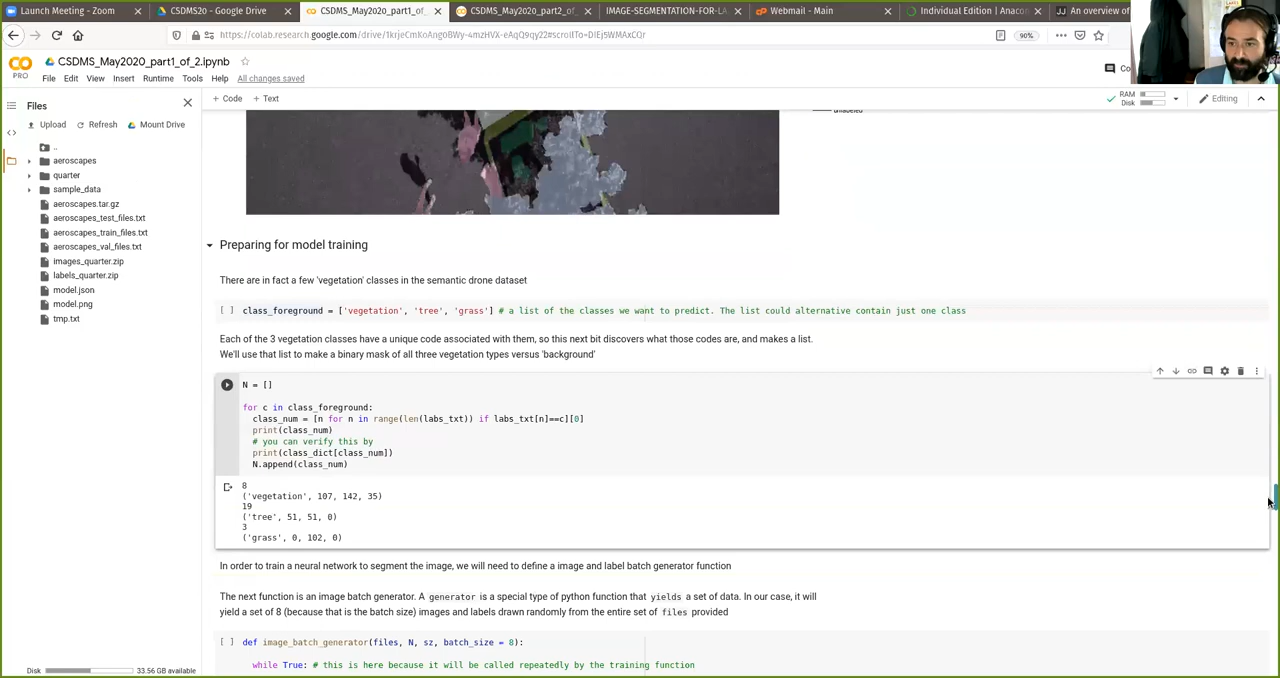 Launch Meeting - Zoom
CSDMS20 - Google Drive
CSDMS_May2020_part1_of_
CSDMS_May2020_part2_of_
IMAGE-SEGMENTATION-FOR-LA
Webmail - Main
Individual Edition | Anacon
An overview of
https://colab.research.google.com/drive/
90%
CO
PRO
CSDMS_May2020_part1_of_2.ipynb
File Edit View Insert Runtime Tools Help All changes saved
Co
Files
+ Code + Text
RAM
Disk
Editing
Upload Refresh Mount Drive
..
aeroscapes
quarter
sample_data
aeroscapes.tar.gz
aeroscapes_test_files.txt
aeroscapes_train_files.txt
aeroscapes_val_files.txt
images_quarter.zip
labels_quarter.zip
model.json
model.png
tmp.txt
Disk 33.56 GB available
unlabeled
Preparing for model training
There are in fact a few 'vegetation' classes in the semantic drone dataset
[ ] class_foreground = ['vegetation', 'tree', 'grass'] # a list of the classes we want to predict. The list could alternative contain just one class
Each of the 3 vegetation classes have a unique code associated with them, so this next bit discovers what those codes are, and makes a list.
We'll use that list to make a binary mask of all three vegetation types versus 'background'
N = []
for c in class_foreground:
class_num = [n for n in range(len(labs_txt)) if labs_txt[n]==c][0]
print(class_num)
# you can verify this by
print(class_dict[class_num])
N.append(class_num)
8
('vegetation', 107, 142, 35)
19
('tree', 51, 51, 0)
3
('grass', 0, 102, 0)
In order to train a neural network to segment the image, we will need to define a image and label batch generator function
The next function is an image batch generator. A generator is a special type of python function that yields a set of data. In our case, it will
yield a set of 8 (because that is the batch size) images and labels drawn randomly from the entire set of files provided
[ ] def image_batch_generator(files, N, sz, batch_size = 8):
while True: # this is here because it will be called repeatedly by the training function